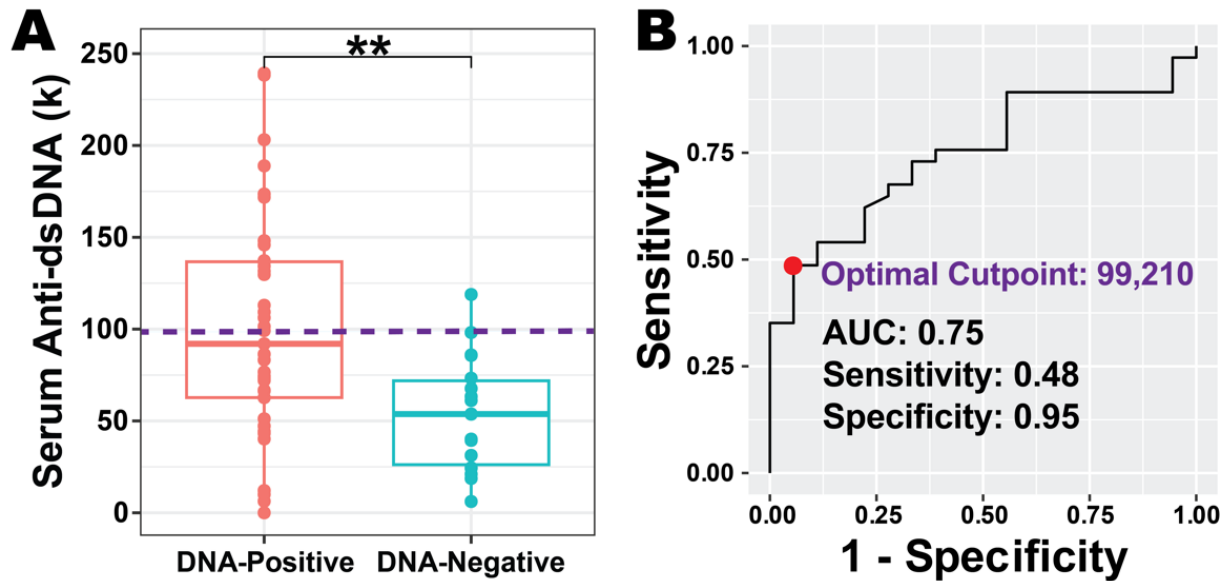 A
**
Serum Anti-dsDNA (k)
250
200
150
100
50
0
DNA-Positive
DNA-Negative
B
Sensitivity
1.00
0.75
0.50
0.25
0.00
Optimal Cutpoint: 99,210
AUC: 0.75
Sensitivity: 0.48
Specificity: 0.95
0.00 0.25 0.50 0.75 1.00
1 - Specificity